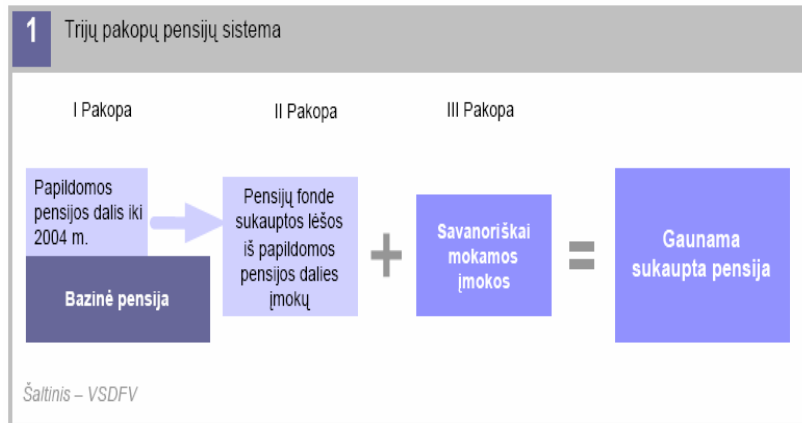 1 Trijų pakopų pensijų sistema
I Pakopa
II Pakopa
III Pakopa
Papildomos
pensijos dalis iki
2004 m.
Bazinė pensija
Pensijų fonde
sukauptos lėšos
iš papildomos
pensijos dalies
įmokų
+
Savanoriškai
mokamos
įmokos
=
Gaunama
sukaupta pensija
Šaltinis – VSDFV